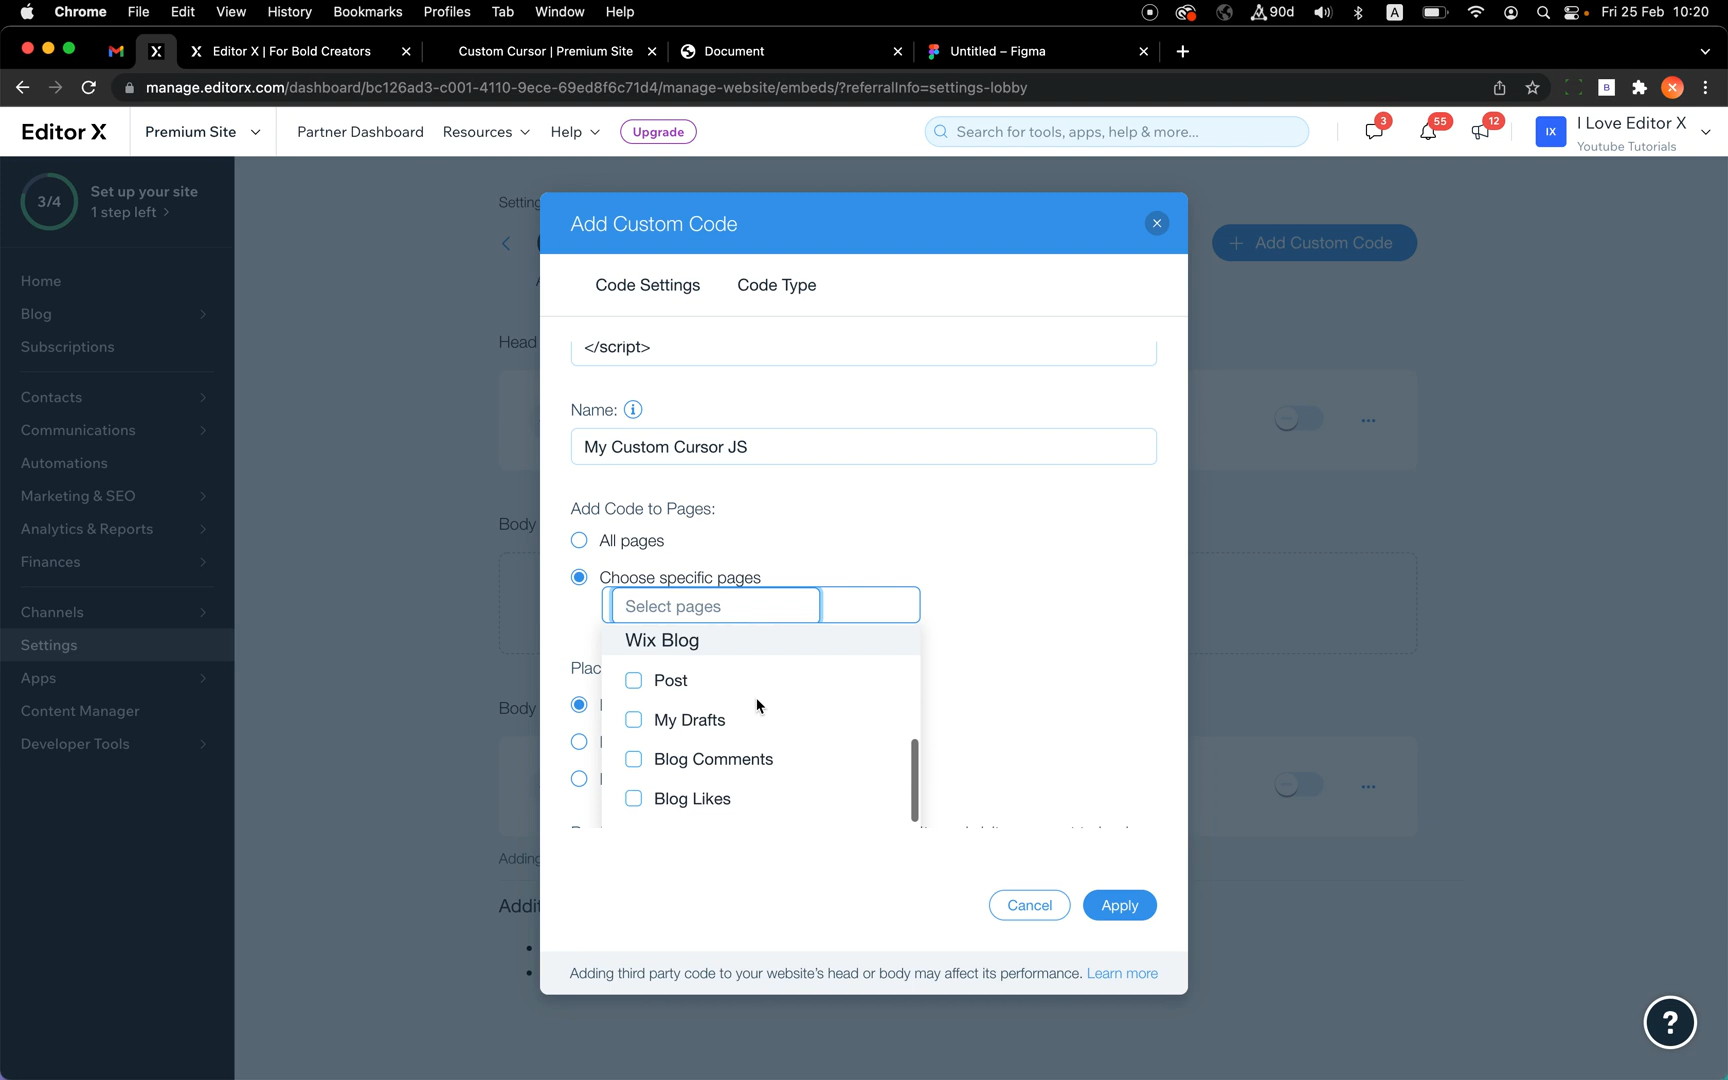 Chrome File Edit View History Bookmarks Profiles Tab Window Help 90d A Fri 25 Feb 10:20
Editor X | For Bold Creators Custom Cursor | Premium Site Document Untitled – Figma
manage.editorx.com/dashboard/bc126ad3-c001-4110-9ece-69ed8f6c71d4/manage-website/embeds/?referralInfo=settings-lobby
Editor X Premium Site Partner Dashboard Resources Help Upgrade Search for tools, apps, help & more... 3 55 12 IX I Love Editor X
Youtube Tutorials
3/4 Set up your site
1 step left >
Home
Blog
Subscriptions
Contacts
Communications
Automations
Marketing & SEO
Analytics & Reports
Finances
Channels
Settings
Apps
Content Manager
Developer Tools
Setting
+ Add Custom Code
Head
Body
Body
Adding
Addit
Add Custom Code
Code Settings Code Type
</script>
Name:
My Custom Cursor JS
Add Code to Pages:
All pages
Choose specific pages
Select pages
Wix Blog
Plac
Post
My Drafts
Blog Comments
Blog Likes
Cancel Apply
Adding third party code to your website's head or body may affect its performance. Learn more
?